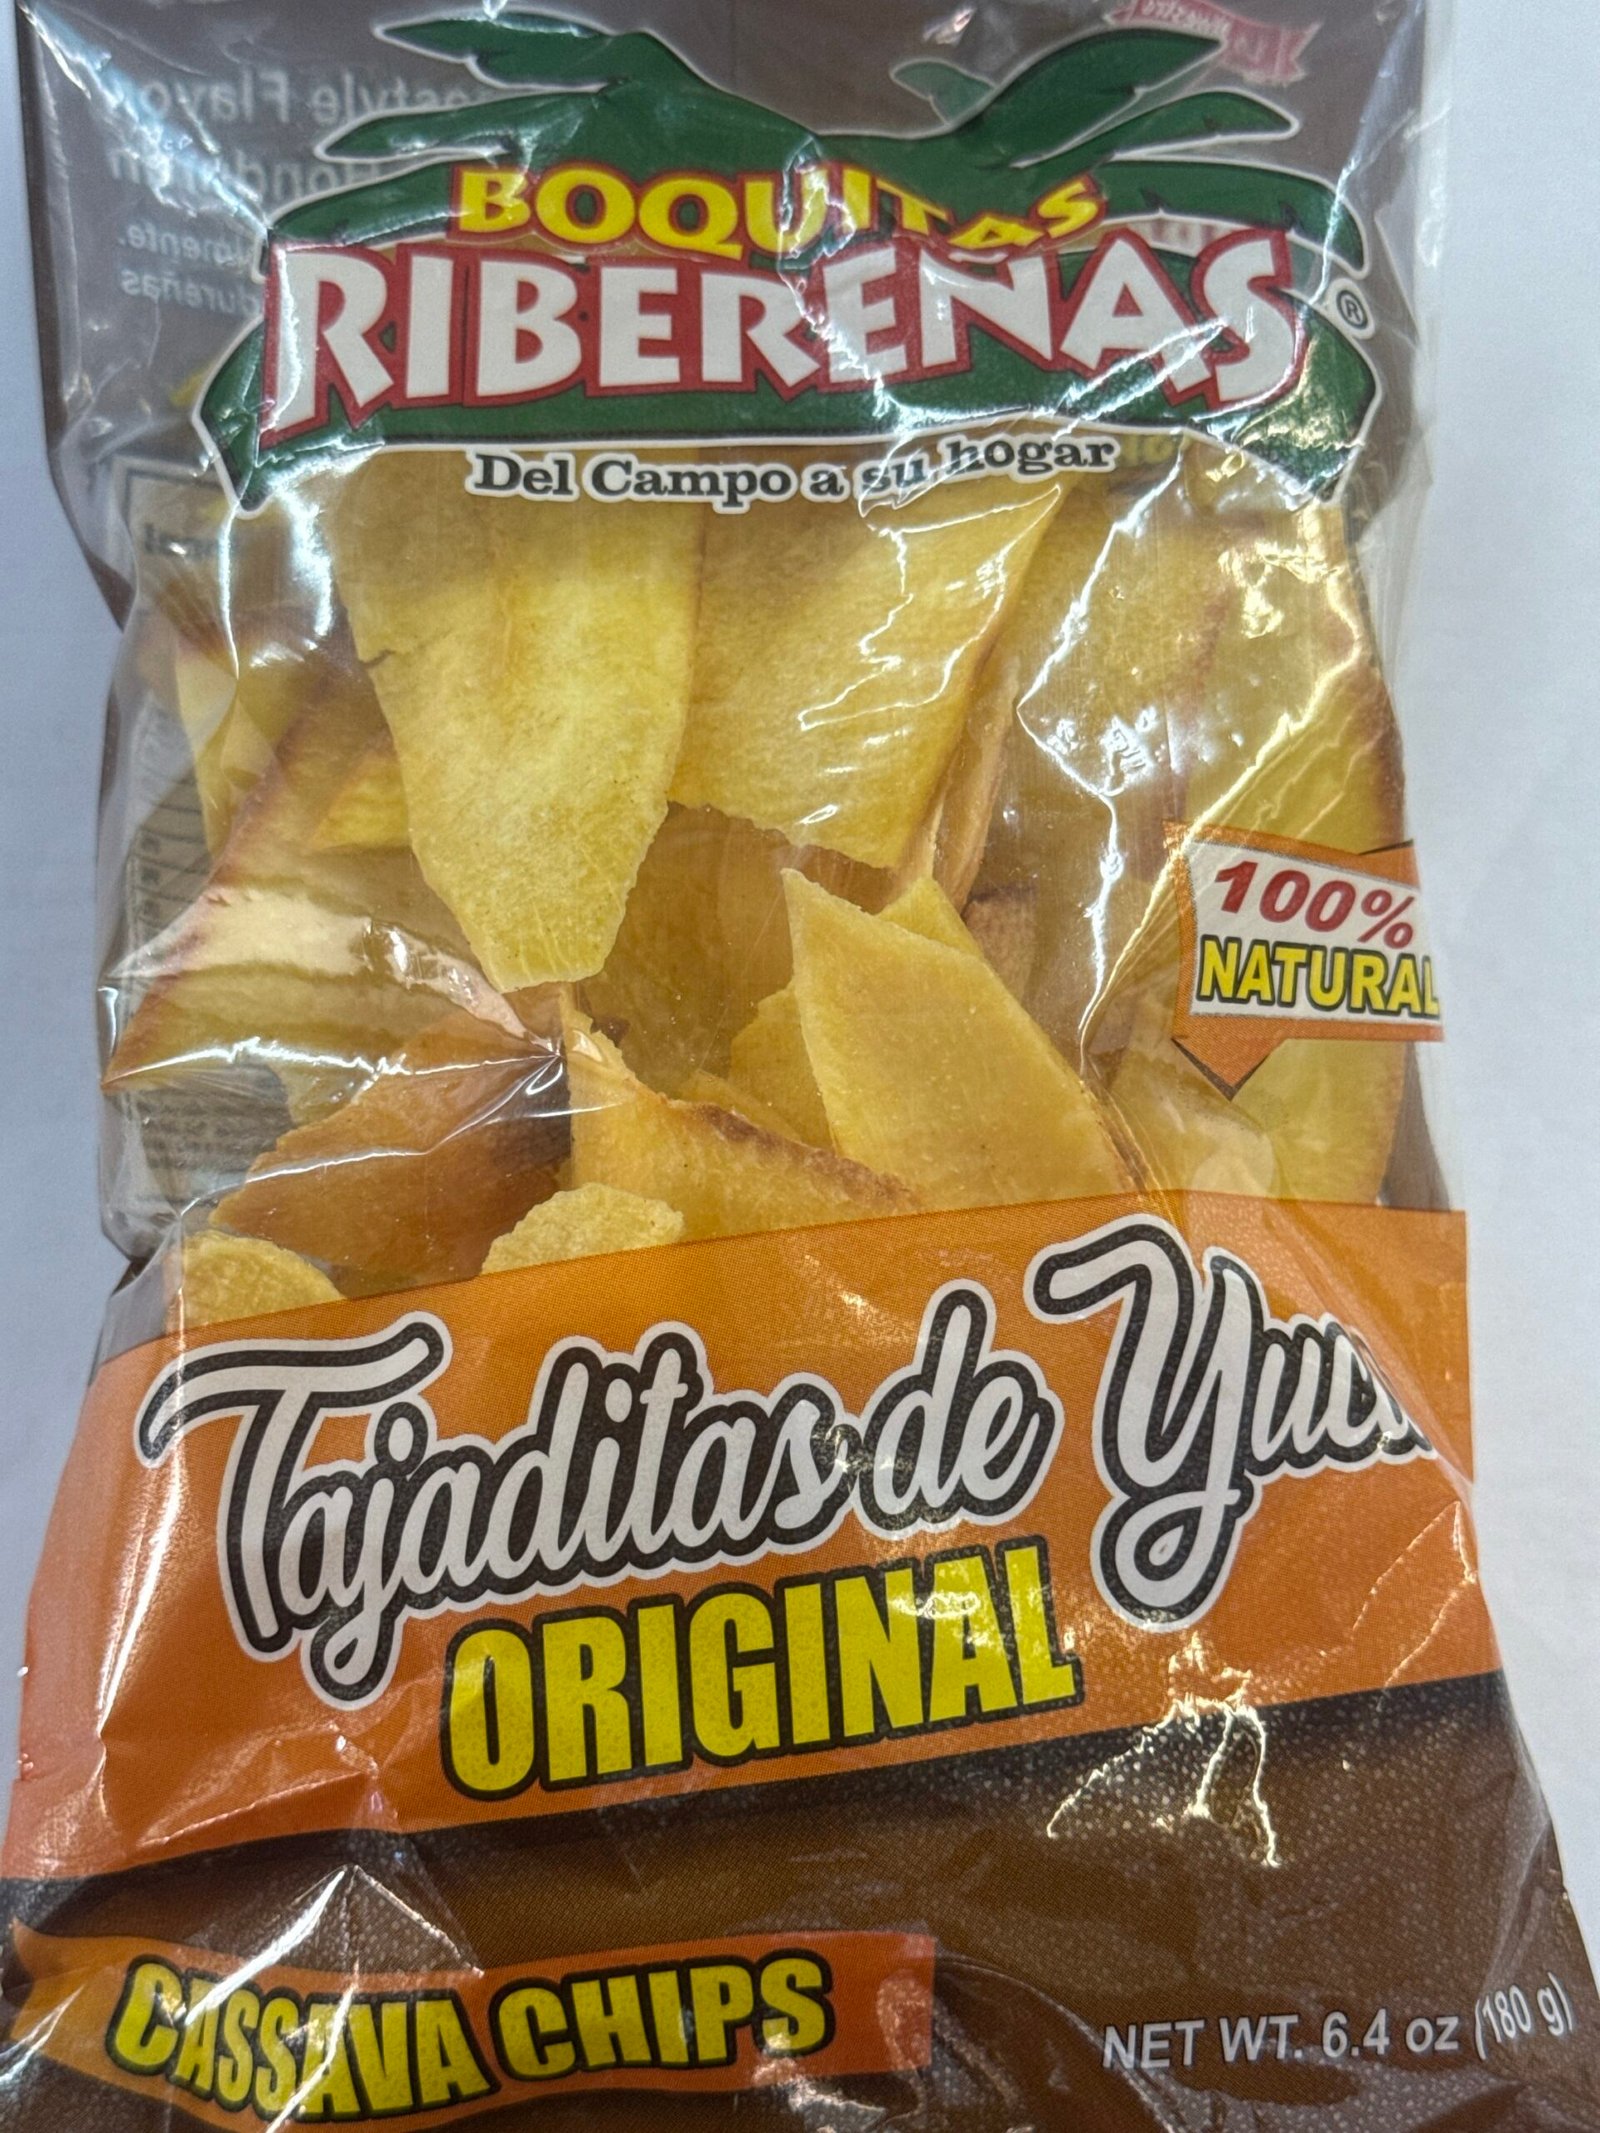 BOQUITAS
RIBEREÑAS®
Del Campo a su hogar
100%
NATURAL
Tajaditas de Yuca
ORIGINAL
CASSAVA CHIPS
NET WT. 6.4 oz (180 g)